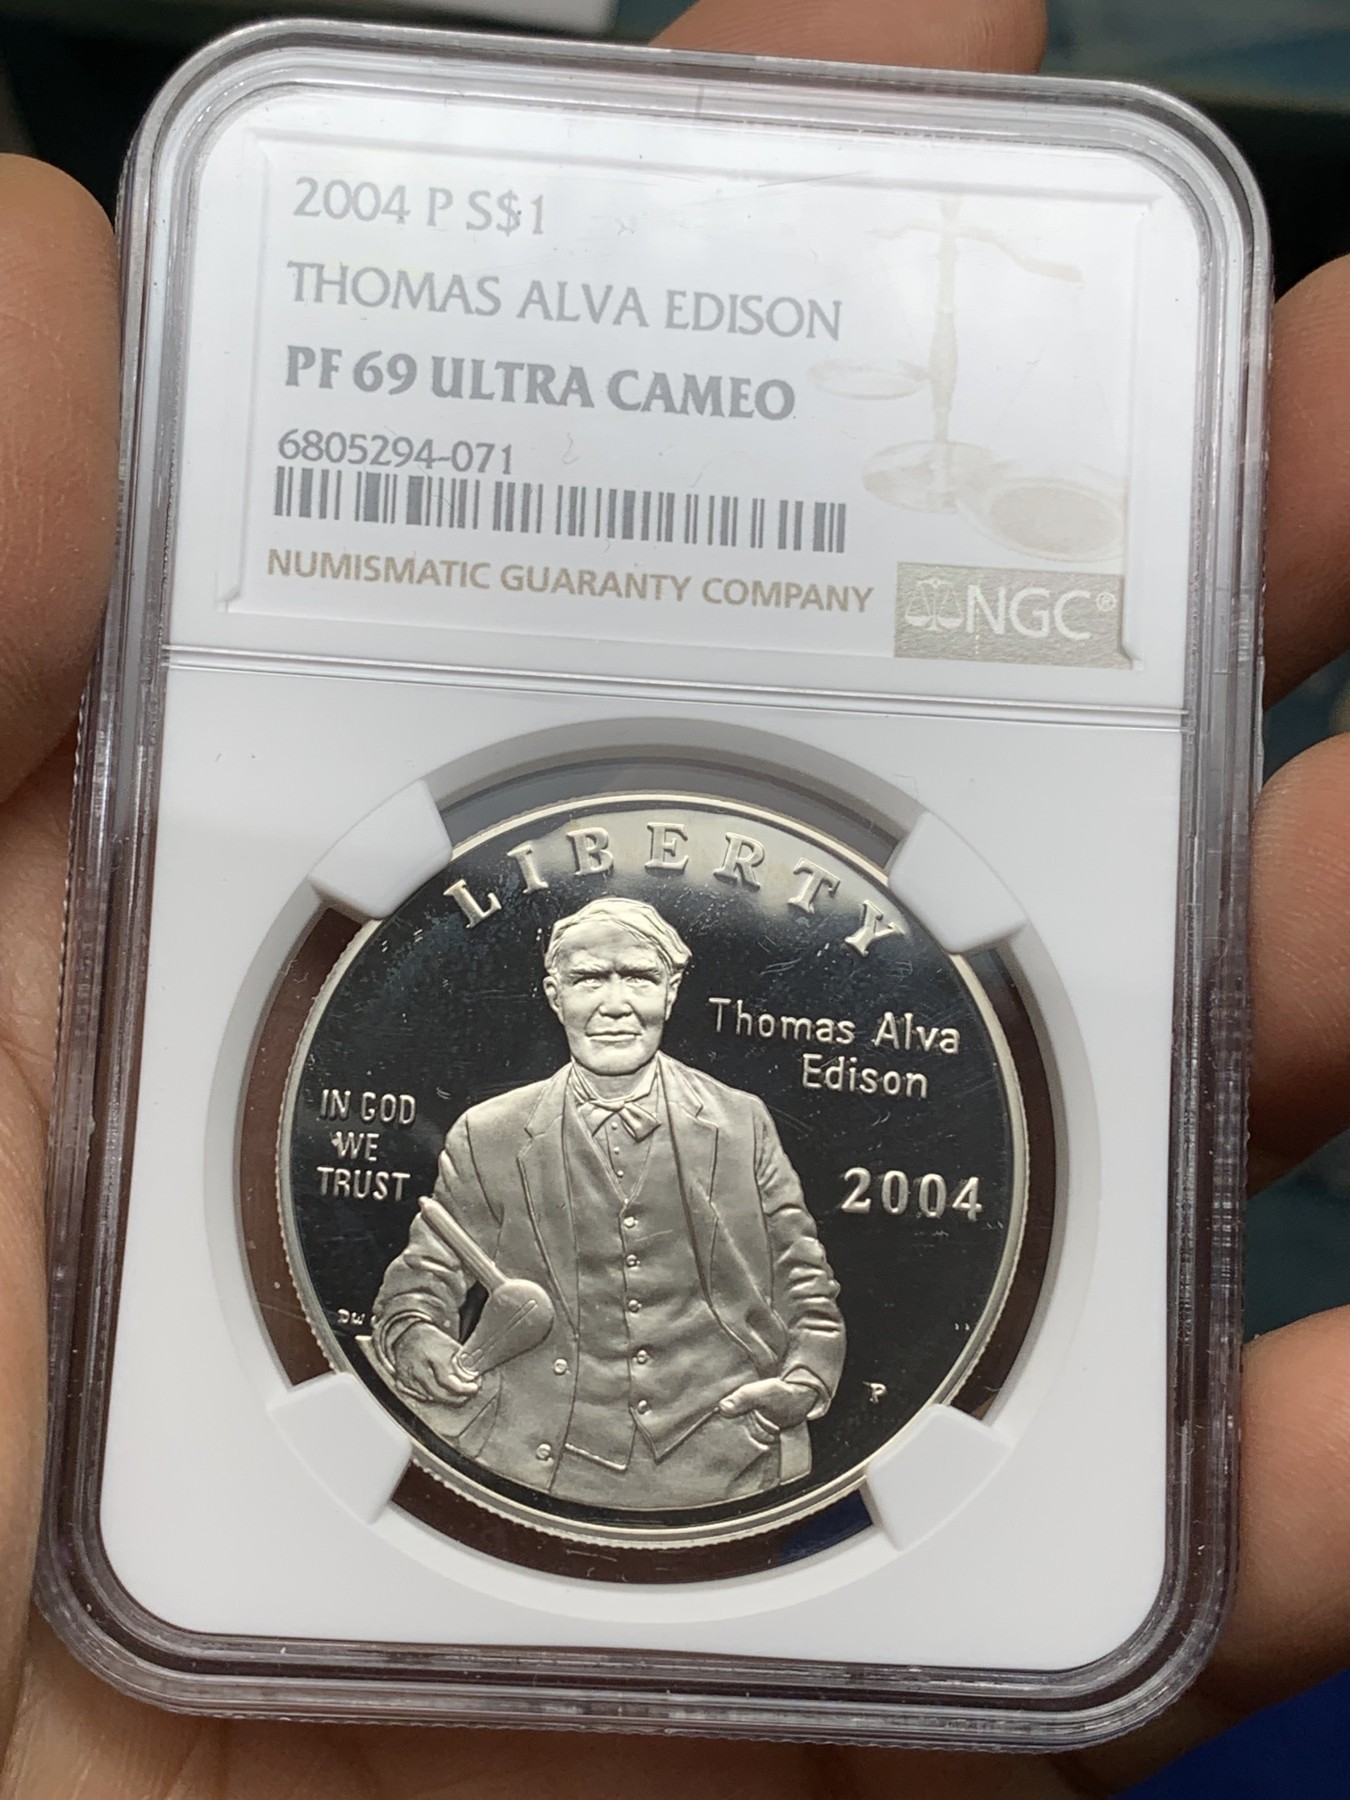 2004 P S$1
THOMAS ALVA EDISON
PF 69 ULTRA CAMEO
6805294-071
NUMISMATIC GUARANTY COMPANY
NGC®
LIBERTY
Thomas Alva
Edison
IN GOD
WE
TRUST
2004
DW
P